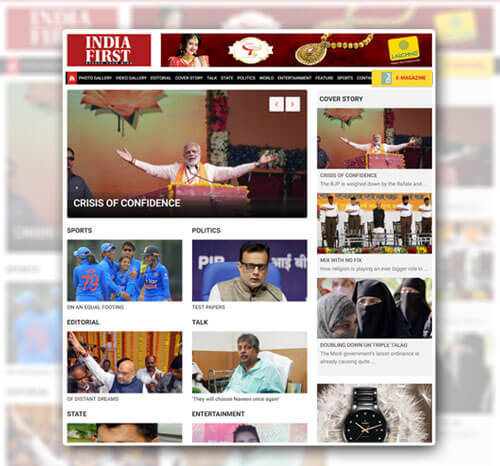 INDIA
FIRST
LALCHND
PHOTO GALLERY VIDEO GALLERY EDITORIAL COVER STORY TALK STATE POLITICS WORLD ENTERTAINMENT FEATURE SPORTS CONTA
E-MAGAZINE
CRISIS OF CONFIDENCE
COVER STORY
CRISIS OF CONFIDENCE
The BJP is weighed down by the Rafale and ...
MIX WITH NO FIX
How religion is playing an ever bigger role in ...
DOUBLING DOWN ON TRIPLE TALAQ
The Modi government's latest ordinance is
already causing quite ...
SPORTS
79
ON AN EQUAL FOOTING
POLITICS
PIB
TEST PAPERS
EDITORIAL
OF DISTANT DREAMS
TALK
'They will choose Naveen once again'
STATE
ENTERTAINMENT